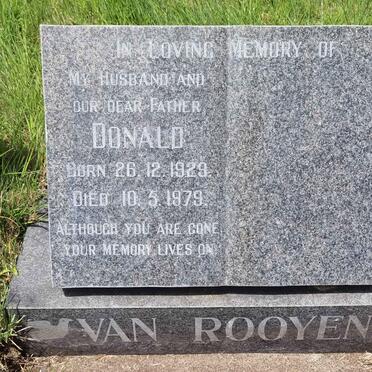 In Loving Memory of
My Husband and
our dear Father
Donald
Born 26.12.1929.
Died 10.5.1979.
Although you are gone
your memory lives on
VAN ROOYEN